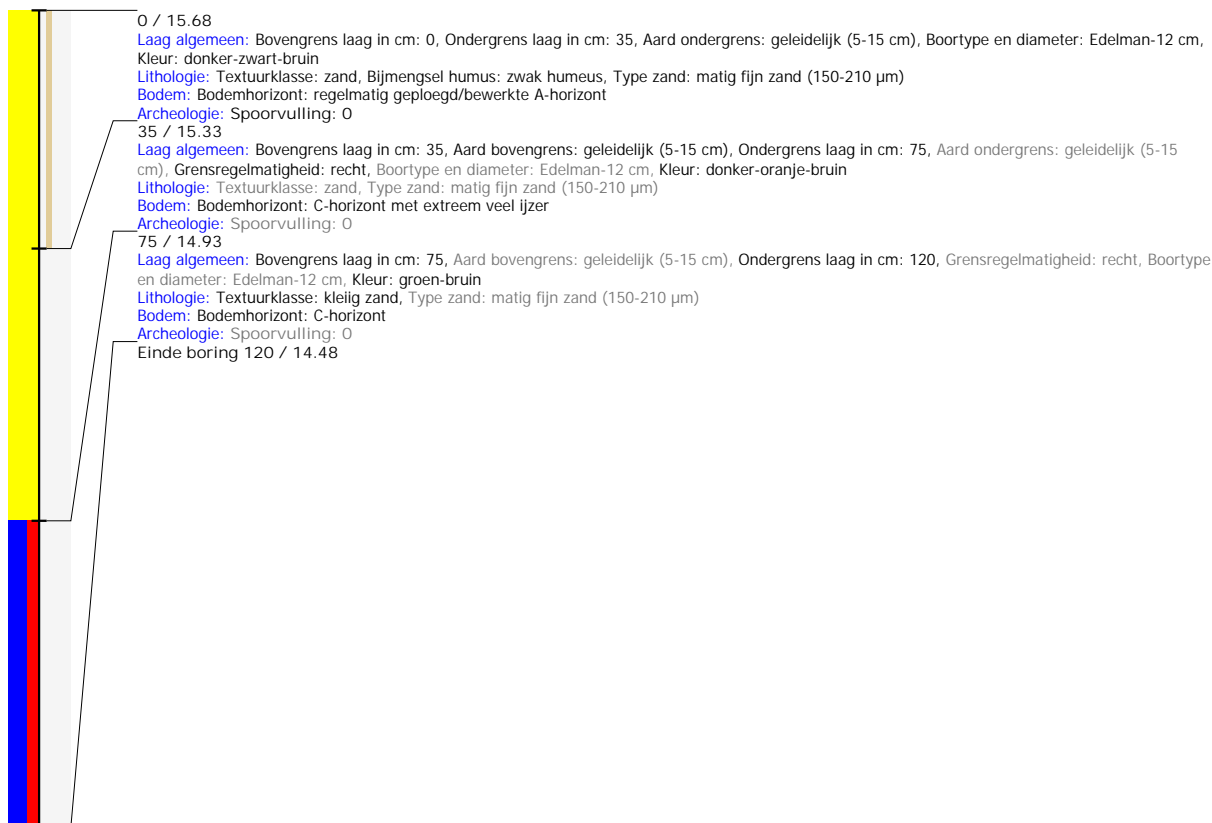 0 / 15.68
Laag algemeen: Bovengrens laag in cm: 0, Ondergrens laag in cm: 35, Aard ondergrens: geleidelijk (5-15 cm), Boortype en diameter: Edelman-12 cm,
Kleur: donker-zwart-bruin
Lithologie: Textuurklasse: zand, Bijmengsel humus: zwak humeus, Type zand: matig fijn zand (150-210 µm)
Bodem: Bodemhorizont: regelmatig geploegd/bewerkte A-horizont
Archeologie: Spoorvulling: 0
35 / 15.33
Laag algemeen: Bovengrens laag in cm: 35, Aard bovengrens: geleidelijk (5-15 cm), Ondergrens laag in cm: 75, Aard ondergrens: geleidelijk (5-15
cm), Grensregelmatigheid: recht, Boortype en diameter: Edelman-12 cm, Kleur: donker-oranje-bruin
Lithologie: Textuurklasse: zand, Type zand: matig fijn zand (150-210 µm)
Bodem: Bodemhorizont: C-horizont met extreem veel ijzer
Archeologie: Spoorvulling: 0
75 / 14.93
Laag algemeen: Bovengrens laag in cm: 75, Aard bovengrens: geleidelijk (5-15 cm), Ondergrens laag in cm: 120, Grensregelmatigheid: recht, Boortype
en diameter: Edelman-12 cm, Kleur: groen-bruin
Lithologie: Textuurklasse: kleiig zand, Type zand: matig fijn zand (150-210 µm)
Bodem: Bodemhorizont: C-horizont
Archeologie: Spoorvulling: 0
Einde boring 120 / 14.48